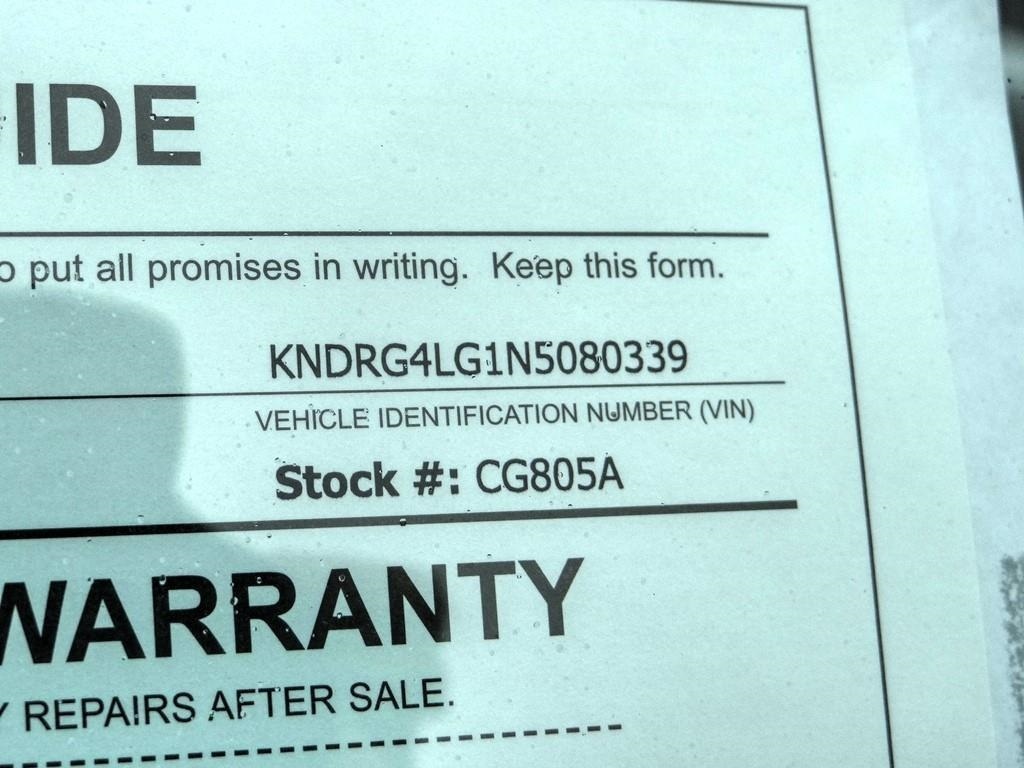 IDE
o put all promises in writing. Keep this form.
KNDRG4LG1N5080339
VEHICLE IDENTIFICATION NUMBER (VIN)
Stock #: CG805A
WARRANTY
Y REPAIRS AFTER SALE.